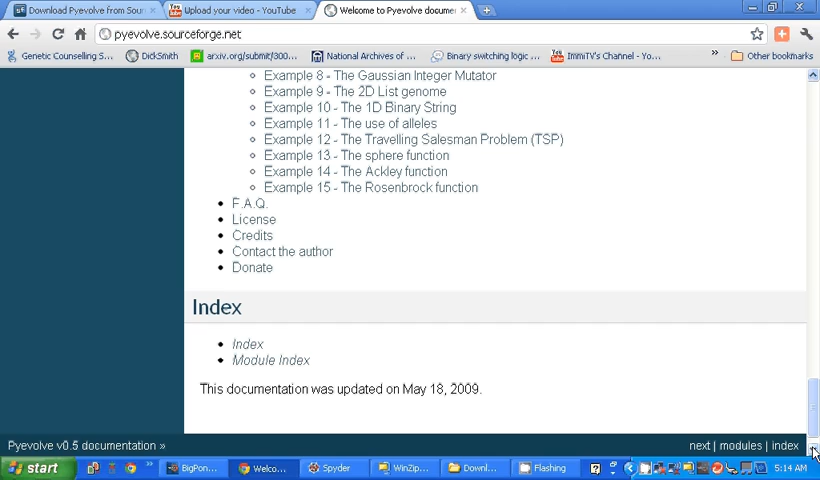 Download Pyevolve from Sour
Upload your video - YouTube
Welcome to Pyevolve docume
pyevolve.sourceforge.net
Genetic Counselling S...
DickSmith
arxiv.org/submit/300...
National Archives of ...
Binary switching logic ...
ImmiTV's Channel - Yo...
»
Other bookmarks
Example 8 - The Gaussian Integer Mutator
Example 9 - The 2D List genome
Example 10 - The 1D Binary String
Example 11 - The use of alleles
Example 12 - The Travelling Salesman Problem (TSP)
Example 13 - The sphere function
Example 14 - The Ackley function
Example 15 - The Rosenbrock function
F.A.Q.
License
Credits
Contact the author
Donate
Index
Index
Module Index
This documentation was updated on May 18, 2009.
Pyevolve v0.5 documentation »
next | modules | index
start
BigPon...
Welco...
Spyder
WinZip...
Downl...
Flashing
5:14 AM